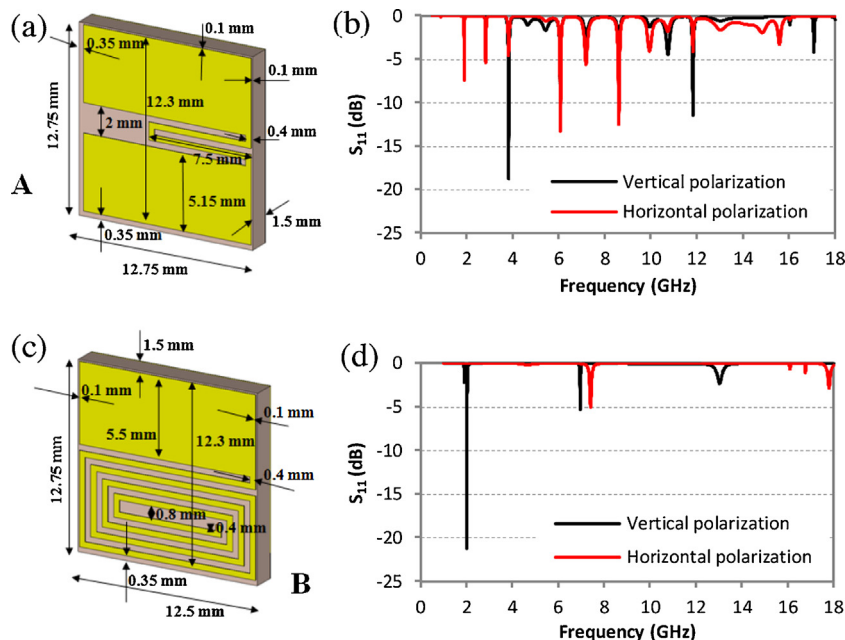 (a)
0.1 mm
0.35 mm
0.1 mm
12.3 mm
12.75 mm
2 mm
0.4 mm
7.5mm
A
5.15 mm
1.5 mm
0.35 mm
12.75 mm
(b)
0
-5
-10
-15
-20
-25
S11 (dB)
Vertical polarization
Horizontal polarization
0 2 4 6 8 10 12 14 16 18
Frequency (GHz)
(c)
1.5 mm
0.1 mm
0.1 mm
5.5 mm
12.3 mm
12.75 mm
0.4 mm
0.8 mm
0.4 mm
0.35 mm
B
12.5 mm
(d)
0
-5
-10
-15
-20
-25
S11 (dB)
Vertical polarization
Horizontal polarization
0 2 4 6 8 10 12 14 16 18
Frequency (GHz)